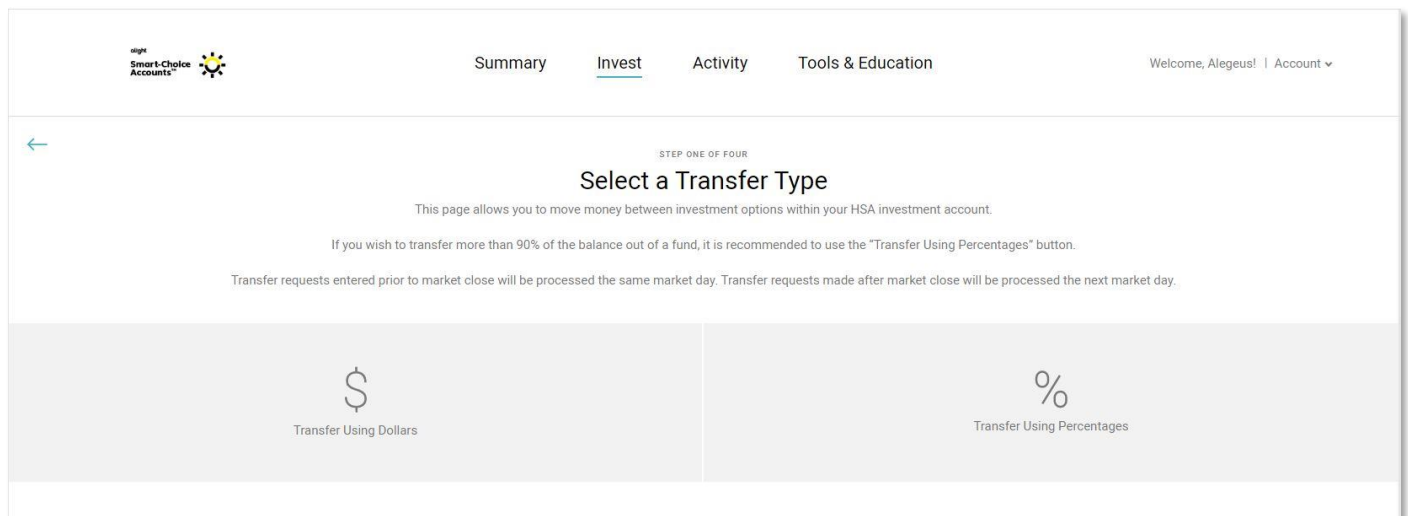 alight
Smart-Choice
Accounts℠
Summary Invest Activity Tools & Education
Welcome, Alegeus! | Account
STEP ONE OF FOUR
Select a Transfer Type
This page allows you to move money between investment options within your HSA investment account.
If you wish to transfer more than 90% of the balance out of a fund, it is recommended to use the "Transfer Using Percentages" button.
Transfer requests entered prior to market close will be processed the same market day. Transfer requests made after market close will be processed the next market day.
$ %
Transfer Using Dollars
Transfer Using Percentages